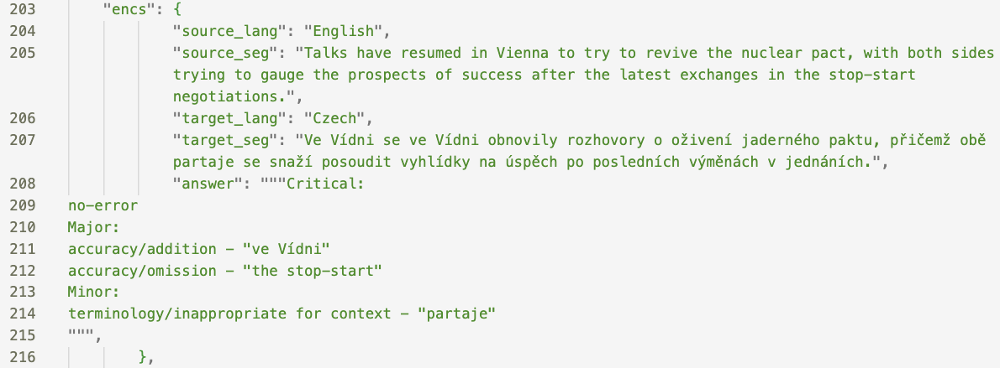 203 "encs": {
204 "source_lang": "English",
205 "source_seg": "Talks have resumed in Vienna to try to revive the nuclear pact, with both sides
trying to gauge the prospects of success after the latest exchanges in the stop-start
negotiations.",
206 "target_lang": "Czech",
207 "target_seg": "Ve Vídni se ve Vídni obnovily rozhovory o oživení jaderného paktu, přičemž obě
partaje se snaží posoudit vyhlídky na úspěch po posledních výměnách v jednáních.",
208 "answer": """Critical:
209 no-error
210 Major:
211 accuracy/addition - "ve Vídni"
212 accuracy/omission - "the stop-start"
213 Minor:
214 terminology/inappropriate for context - "partaje"
215 """,
216 },